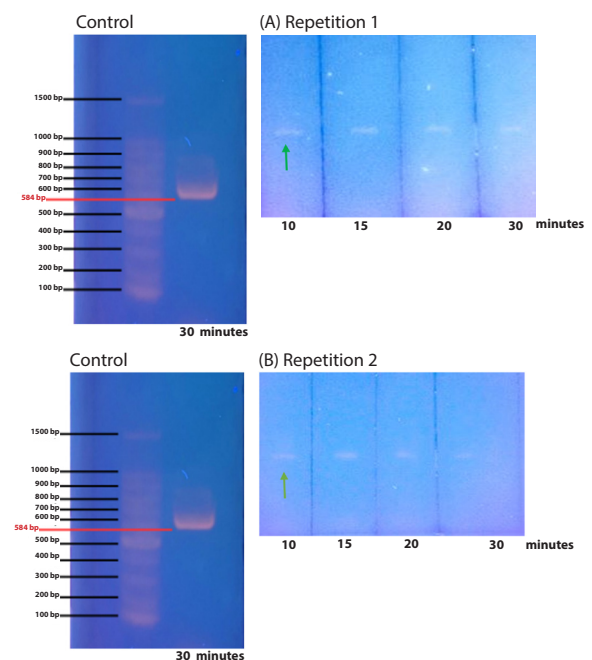 Control
(A) Repetition 1
1500 bp
1000 bp
900 bp
800 bp
700 bp
600 bp
584 bp
500 bp
400 bp
300 bp
200 bp
100 bp
30 minutes
10 15 20 30 minutes
Control
(B) Repetition 2
1500 bp
1000 bp
900 bp
800 bp
700 bp
600 bp
584 bp
500 bp
400 bp
300 bp
200 bp
100 bp
30 minutes
10 15 20 30 minutes